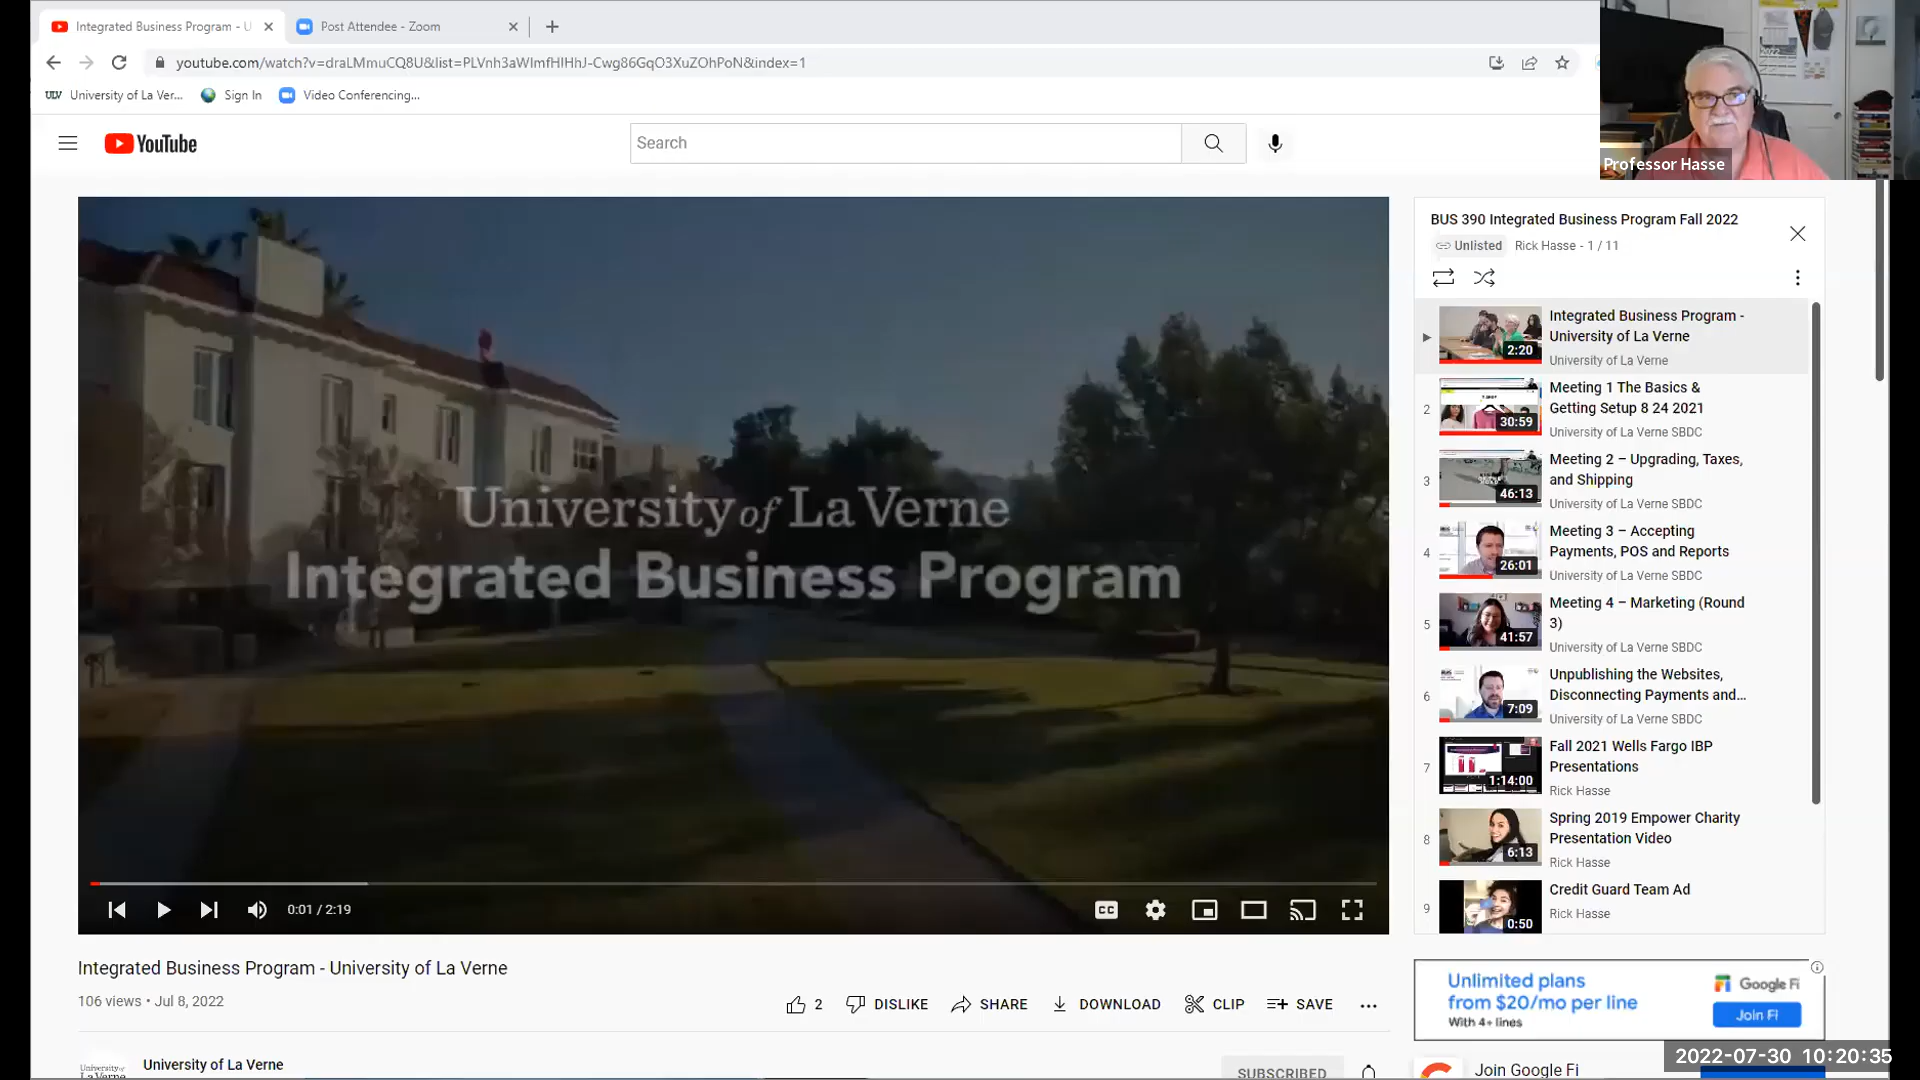 Integrated Business Program - U
Post Attendee - Zoom
youtube.com/watch?v=draLMmuCQ8U&list=PLVnh3aWImfHIHhJ-Cwg86GqO3XuZOhPoN&index=1
University of La Ver...
Sign In
Video Conferencing...
YouTube
Search
2022
Professor Hasse
University of La Verne
Integrated Business Program
0:01 / 2:19
CC
Integrated Business Program - University of La Verne
106 views • Jul 8, 2022
2
DISLIKE
SHARE
DOWNLOAD
CLIP
SAVE
University of La Verne
University of La Verne
SUBSCRIBED
BUS 390 Integrated Business Program Fall 2022
Unlisted
Rick Hasse - 1 / 11
2:20
Integrated Business Program -
University of La Verne
University of La Verne
2
30:59
Meeting 1 The Basics &
Getting Setup 8 24 2021
University of La Verne SBDC
3
46:13
Meeting 2 – Upgrading, Taxes,
and Shipping
University of La Verne SBDC
4
26:01
Meeting 3 – Accepting
Payments, POS and Reports
University of La Verne SBDC
5
41:57
Meeting 4 – Marketing (Round
3)
University of La Verne SBDC
6
7:09
Unpublishing the Websites,
Disconnecting Payments and...
University of La Verne SBDC
7
1:14:00
Fall 2021 Wells Fargo IBP
Presentations
Rick Hasse
8
6:13
Spring 2019 Empower Charity
Presentation Video
Rick Hasse
9
0:50
Credit Guard Team Ad
Rick Hasse
Unlimited plans
from $20/mo per line
With 4+ lines
Google Fi
Join Fi
Join Google Fi
2022-07-30 10:20:35